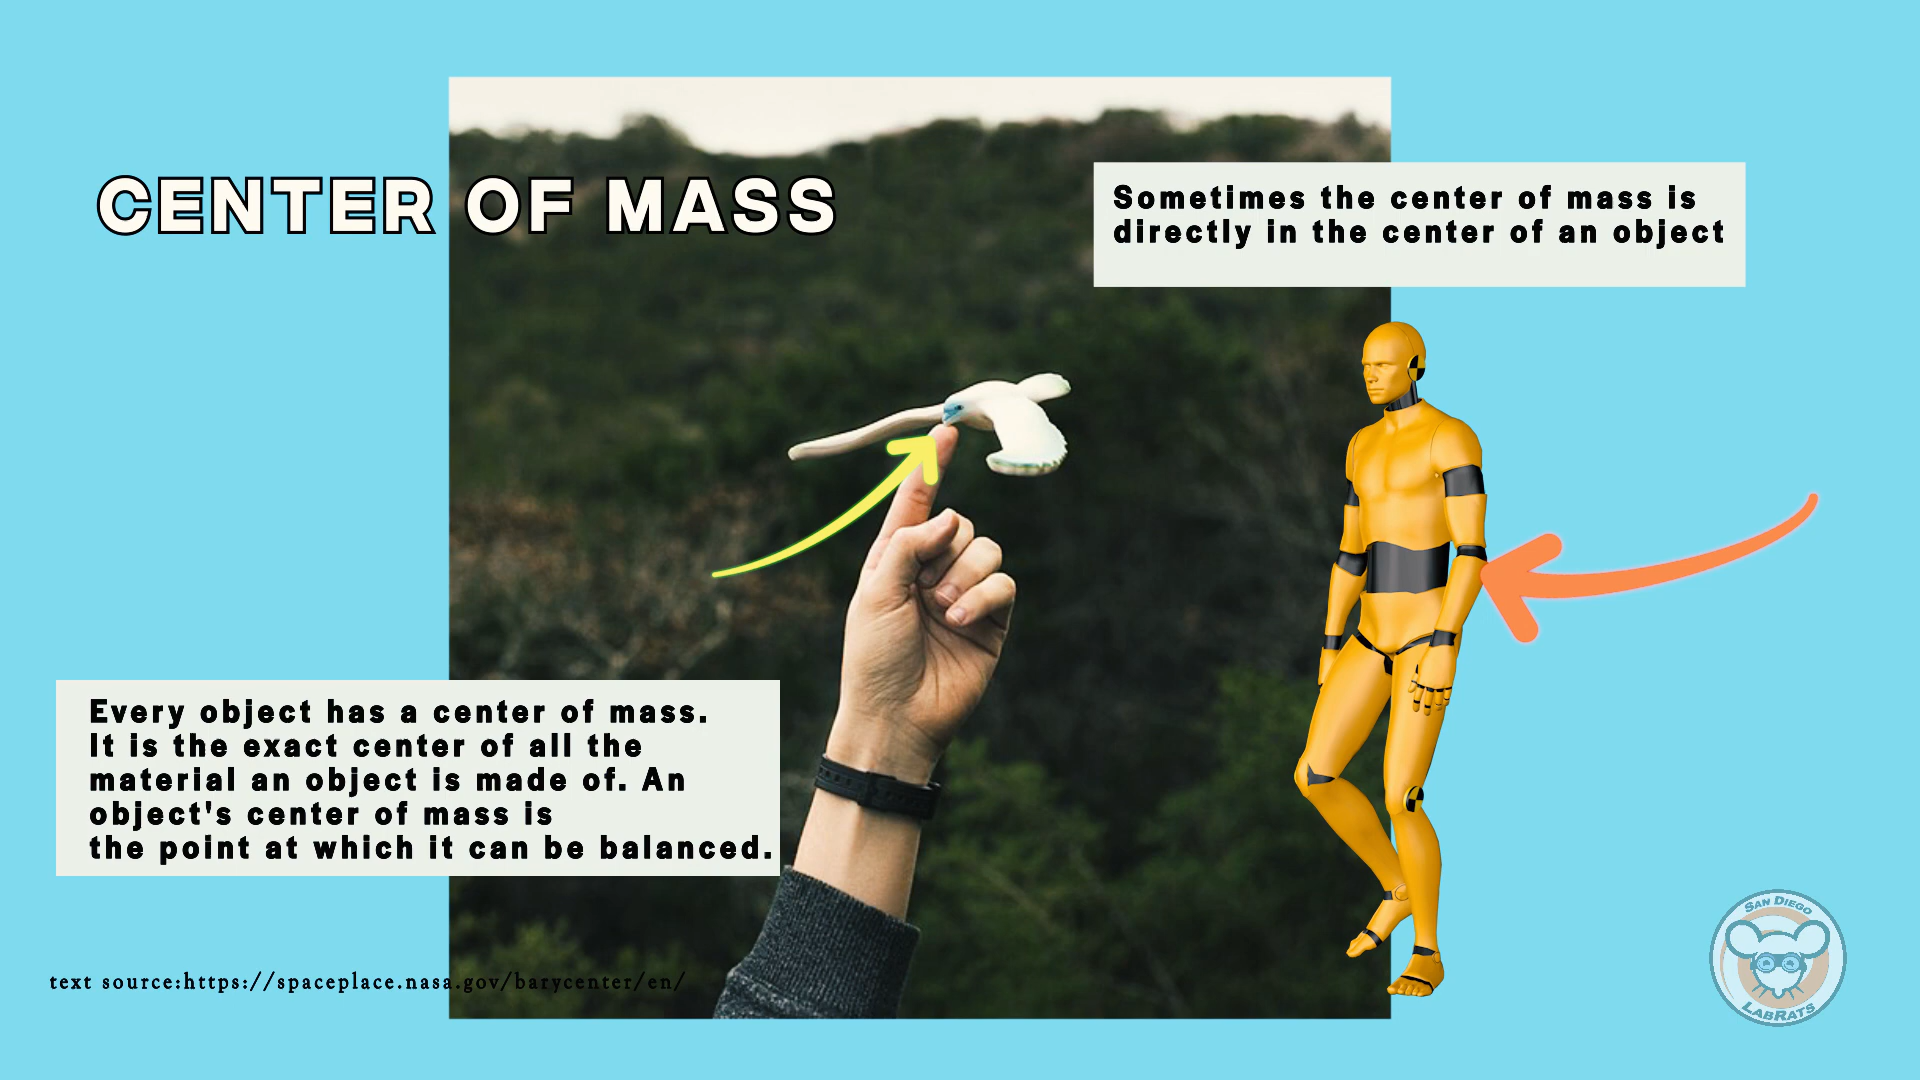 CENTER OF MASS
Sometimes the center of mass is
directly in the center of an object
Every object has a center of mass.
It is the exact center of all the
material an object is made of. An
object's center of mass is
the point at which it can be balanced.
text source:https://spaceplace.nasa.gov/barycenter/en/
SAN DIEGO
LABRATS